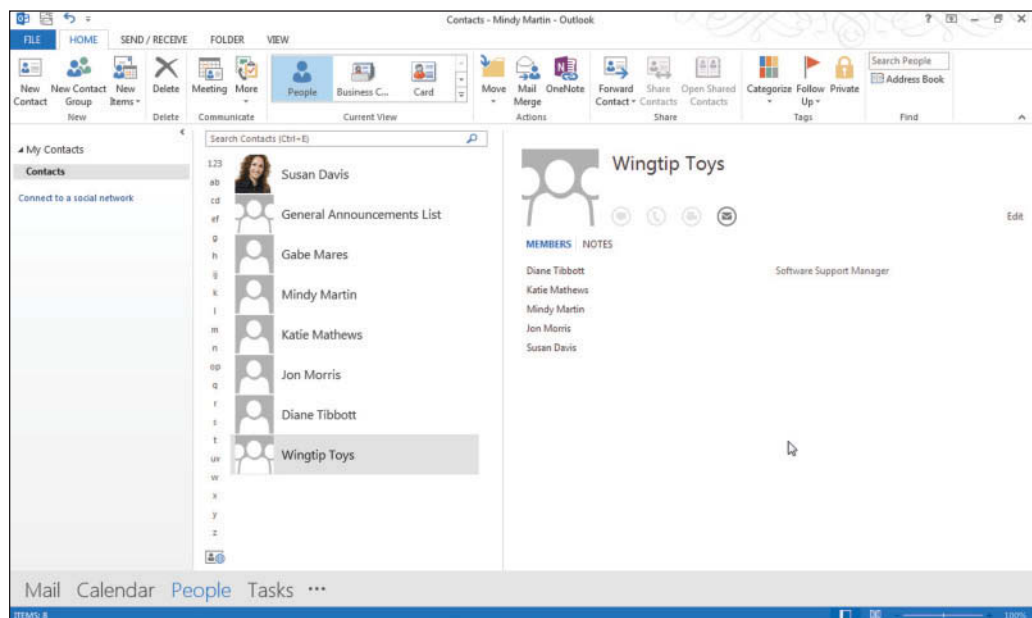 Contacts - Mindy Martin - Outlook
FILE HOME SEND / RECEIVE FOLDER VIEW
New Contact
New Contact Group
New Items
Delete
Meeting
More
People
Business C...
Card
Move
Mail Merge
OneNote
Forward Contact
Share Contacts
Open Shared Contacts
Categorize
Follow Up
Private
Search People
Address Book
New Delete Communicate Current View Actions Share Tags Find
My Contacts
Contacts
Connect to a social network
Search Contacts (Ctrl+E)
123
ab
cd
ef
g
h
ij
k
l
m
n
op
q
r
s
t
uv
w
x
y
z
Susan Davis
General Announcements List
Gabe Mares
Mindy Martin
Katie Mathews
Jon Morris
Diane Tibbott
Wingtip Toys
Wingtip Toys
Edit
MEMBERS NOTES
Diane Tibbott Software Support Manager
Katie Mathews
Mindy Martin
Jon Morris
Susan Davis
Mail Calendar People Tasks •••
ITEMS: 8 100%